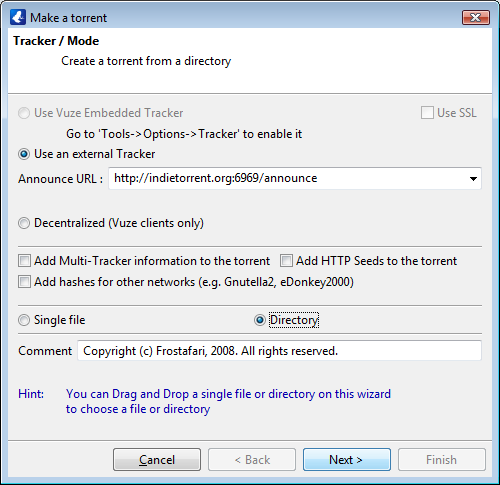 Make a torrent
Tracker / Mode
Create a torrent from a directory
Use Vuze Embedded Tracker Use SSL
Go to 'Tools->Options->Tracker' to enable it
Use an external Tracker
Announce URL : http://indietorrent.org:6969/announce
Decentralized (Vuze clients only)
Add Multi-Tracker information to the torrent Add HTTP Seeds to the torrent
Add hashes for other networks (e.g. Gnutella2, eDonkey2000)
Single file Directory
Comment Copyright (c) Frostafari, 2008. All rights reserved.
Hint: You can Drag and Drop a single file or directory on this wizard
to choose a file or directory
Cancel < Back Next > Finish